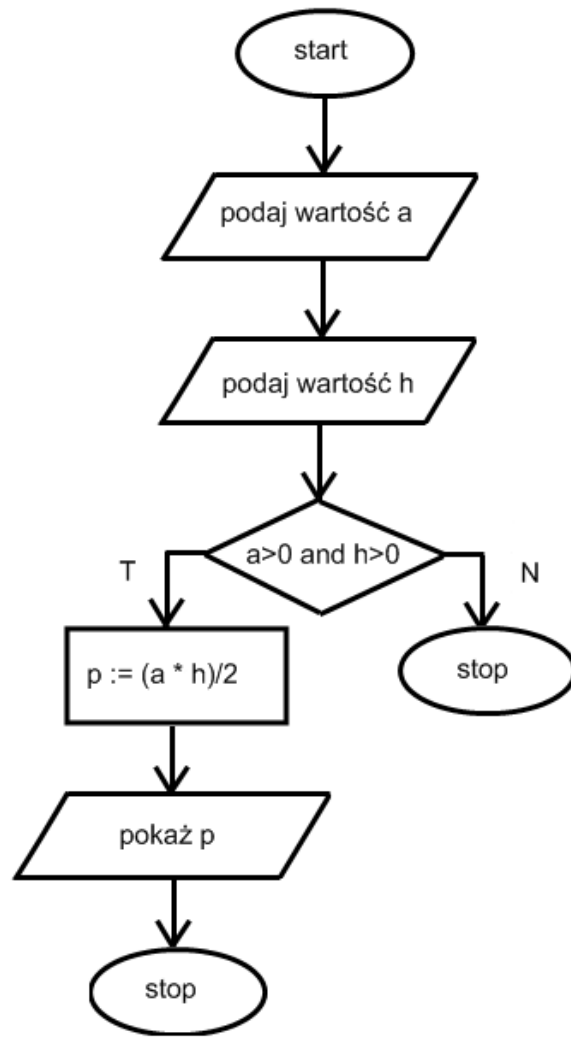 start
podaj wartość a
podaj wartość h
a>0 and h>0
T
N
p := (a * h)/2
stop
pokaż p
stop